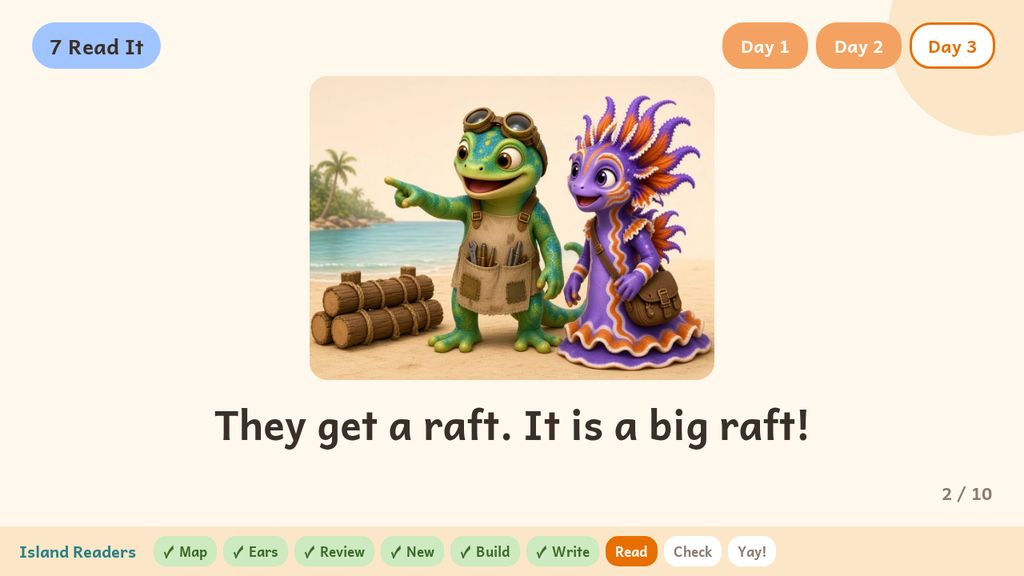 7 Read It
Day 1
Day 2
Day 3
They get a raft. It is a big raft!
2 / 10
Island Readers
✓ Map
✓ Ears
✓ Review
✓ New
✓ Build
✓ Write
Read
Check
Yay!